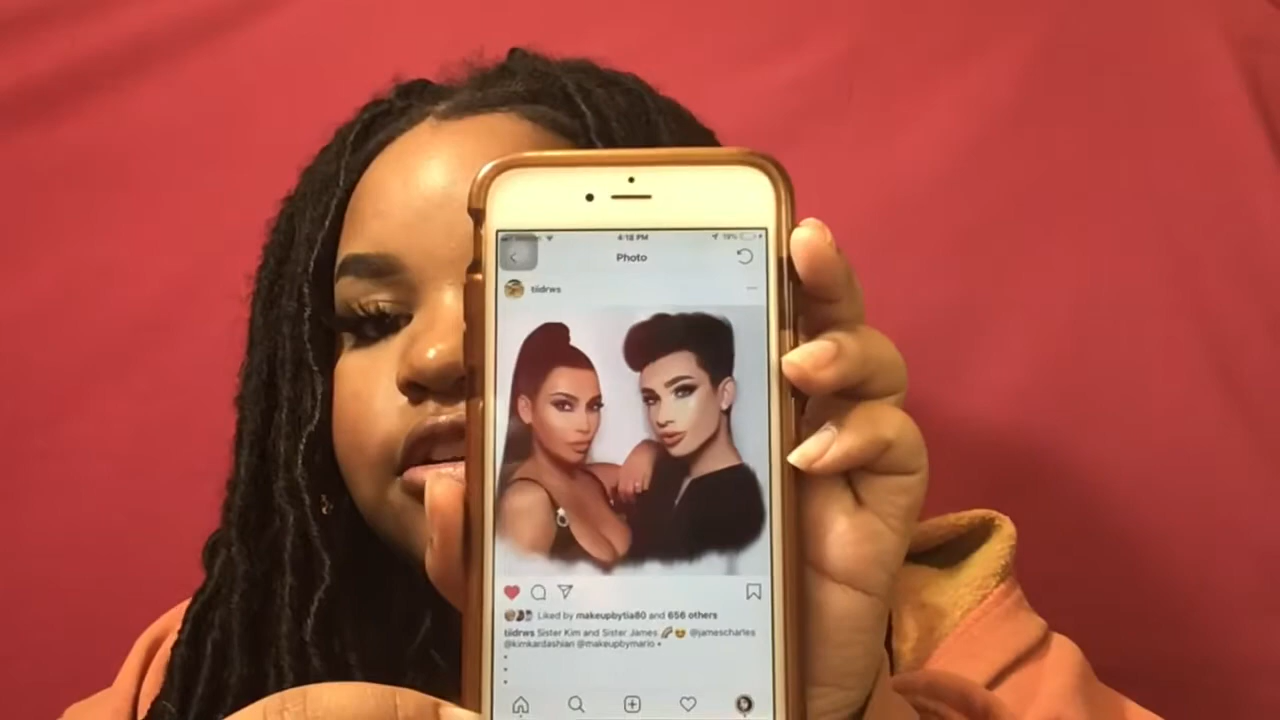 4:18 PM 19%
Photo
tiidrws
Liked by makeupbytia80 and 656 others
tiidrws Sister Kim and Sister James 🌈😍 @jamescharles
@kimkardashian @makeupbymario •
•
•
•